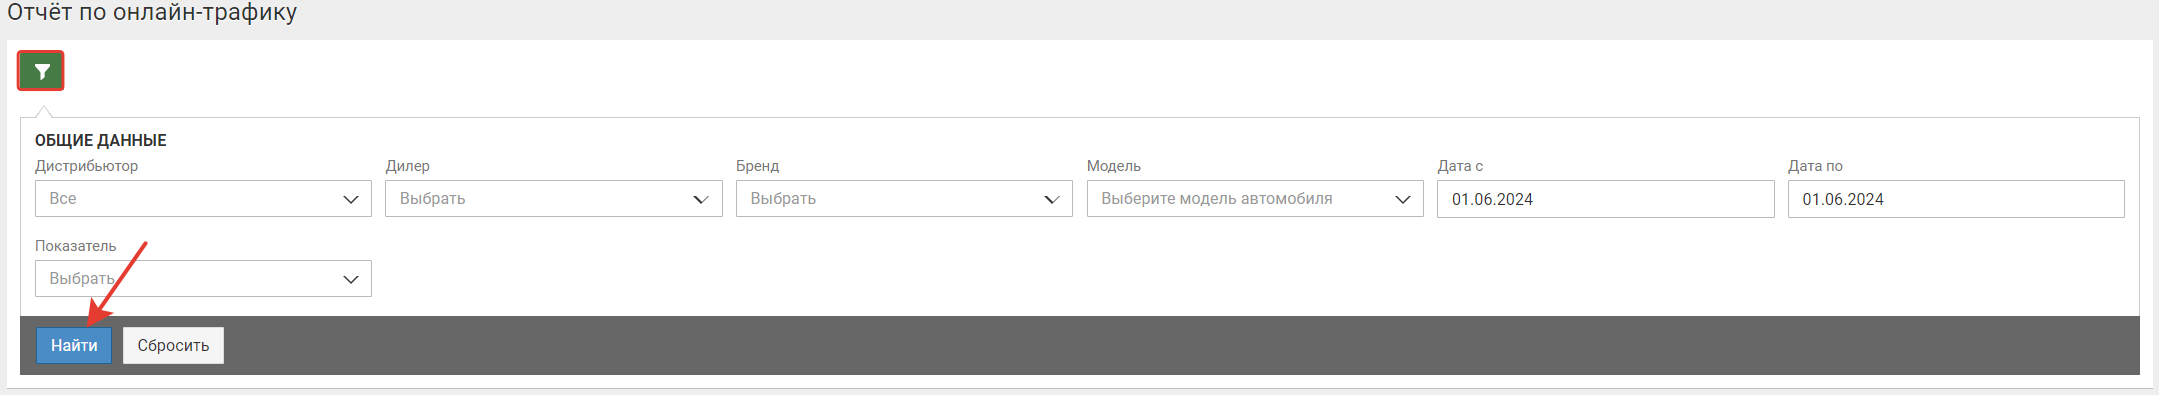 Отчёт по онлайн-трафику
ОБЩИЕ ДАННЫЕ
Дистрибьютор Дилер Бренд Модель Дата с Дата по
Все Выбрать Выбрать Выберите модель автомобиля 01.06.2024 01.06.2024
Показатель
Выбрать
Найти Сбросить